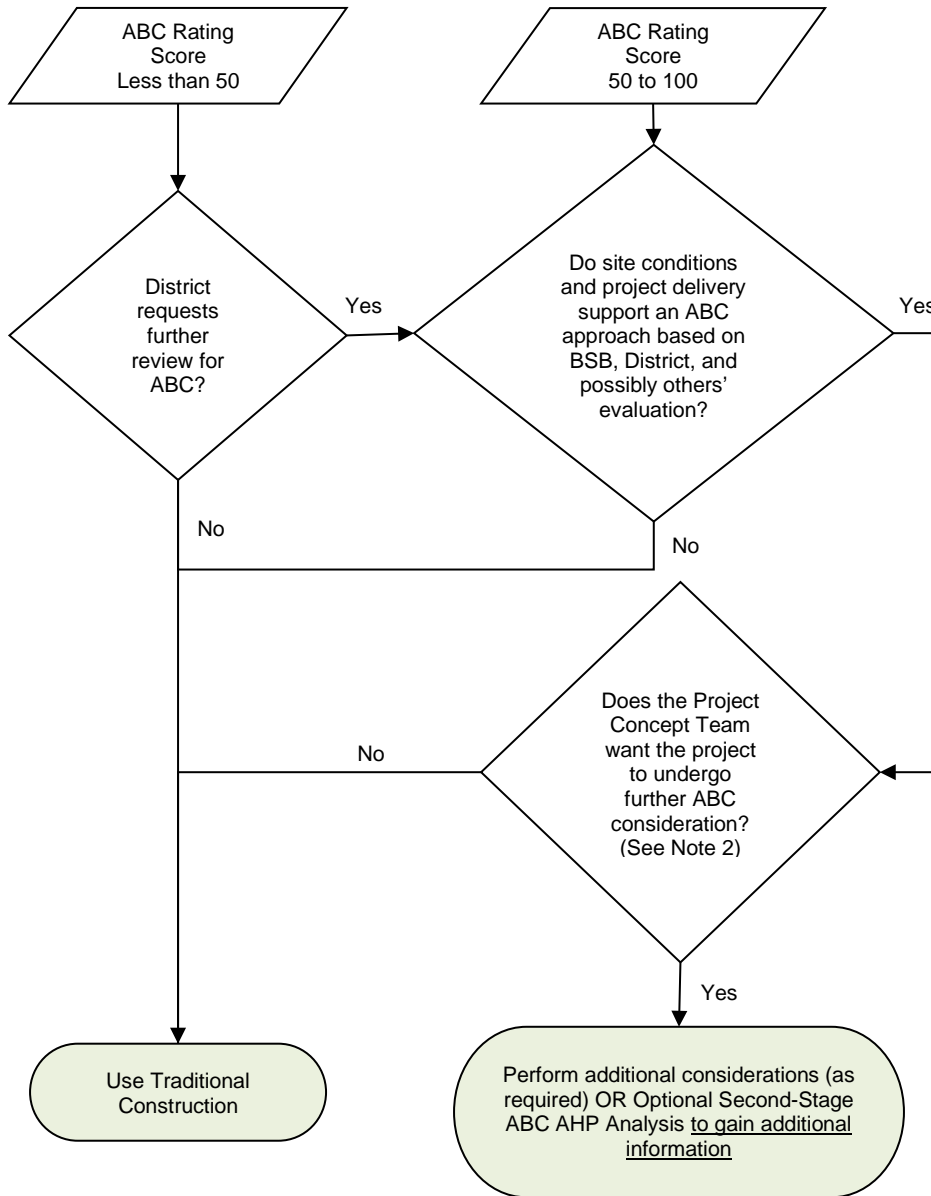 ABC Rating
Score
Less than 50
ABC Rating
Score
50 to 100
District
requests
further
review for
ABC?
Yes
Do site conditions
and project delivery
support an ABC
approach based on
BSB, District, and
possibly others'
evaluation?
Yes
No
No
Does the Project
Concept Team
want the project
to undergo
further ABC
consideration?
(See Note 2)
No
Yes
Use Traditional
Construction
Perform additional considerations (as
required) OR Optional Second-Stage
ABC AHP Analysis to gain additional
information